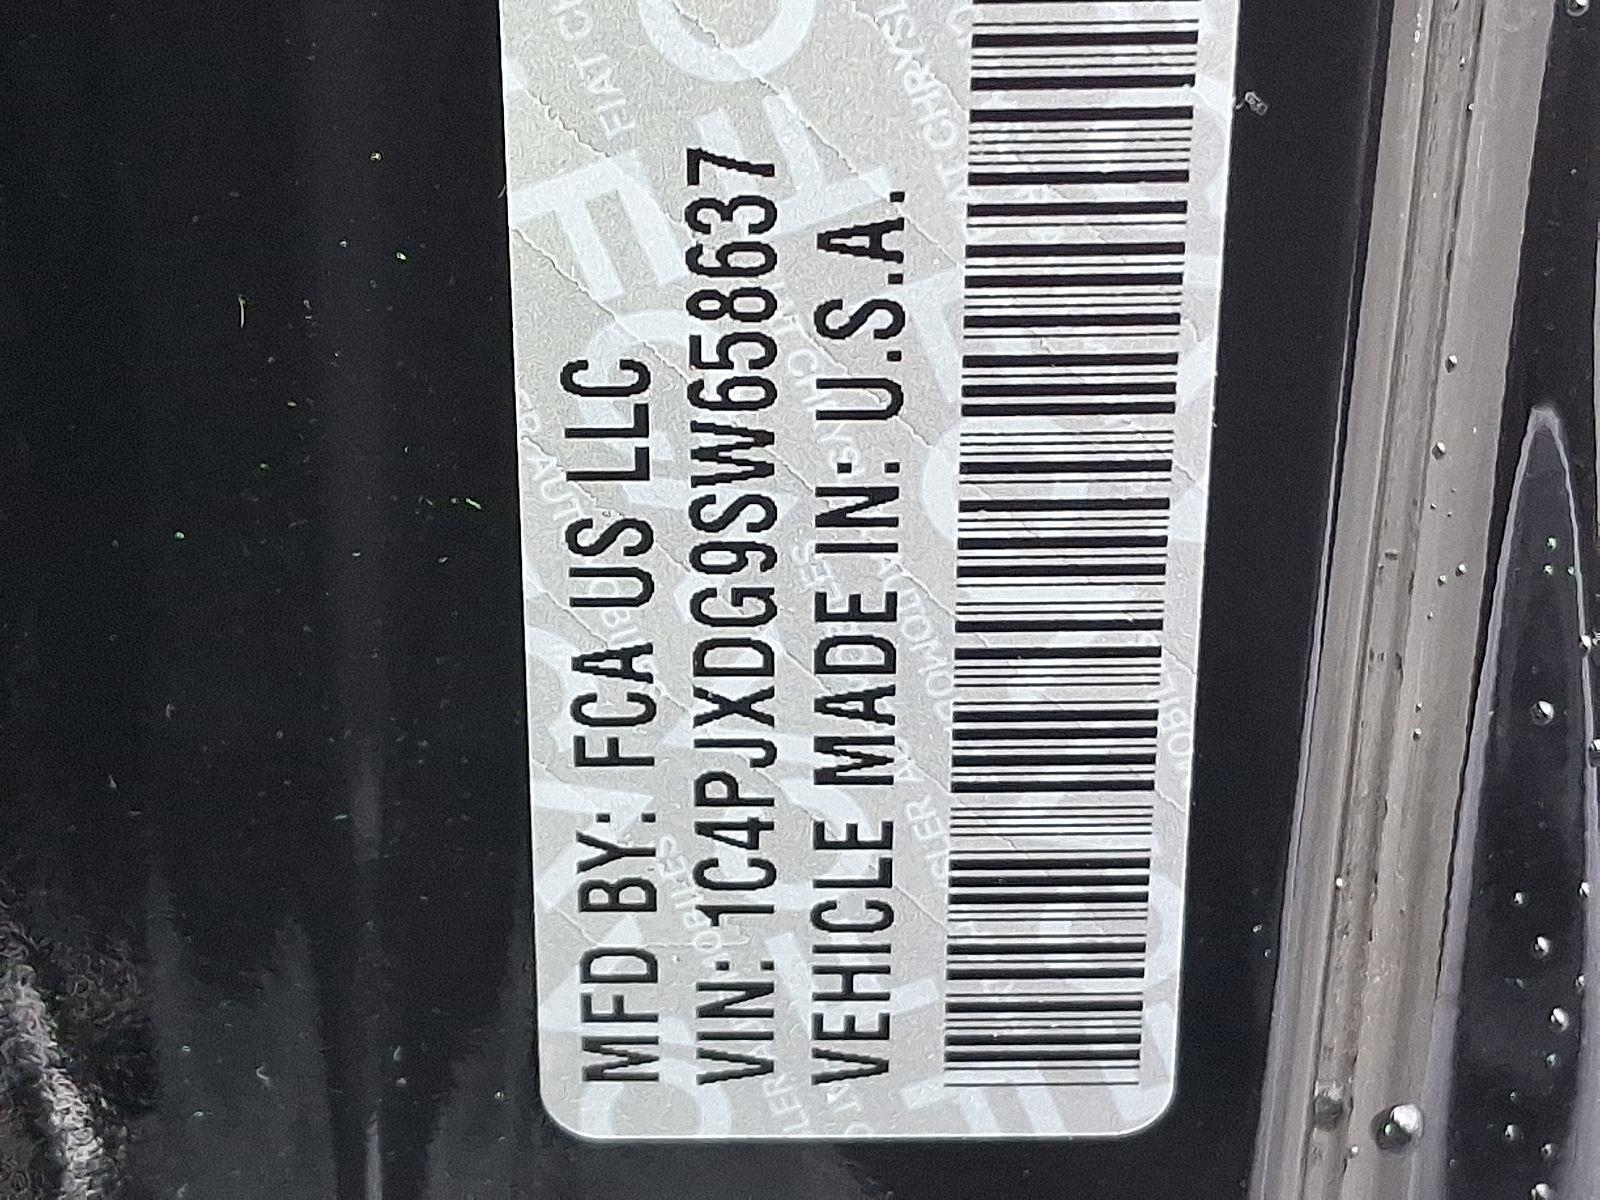 MFD BY: FCA US LLC
VIN: 1C4PJXDG9SW658637
VEHICLE MADE IN: U.S.A.